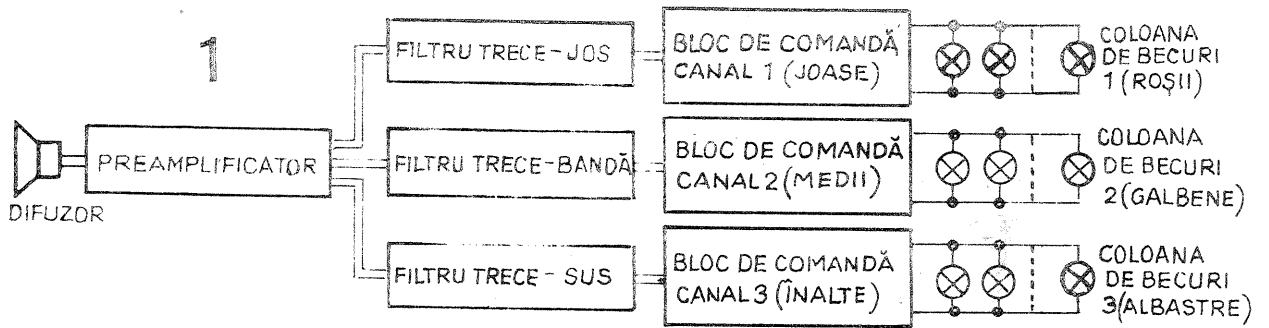 1
DIFUZOR
PREAMPLIFICATOR
FILTRU TRECE-JOS
BLOC DE COMANDĂ
CANAL 1 (JOASE)
COLOANA
DE BECURI
1 (ROȘII)
FILTRU TRECE-BANDĂ
BLOC DE COMANDĂ
CANAL 2 (MEDII)
COLOANA
DE BECURI
2 (GALBENE)
FILTRU TRECE-SUS
BLOC DE COMANDĂ
CANAL 3 (ÎNALTE)
COLOANA
DE BECURI
3 (ALBASTRE)